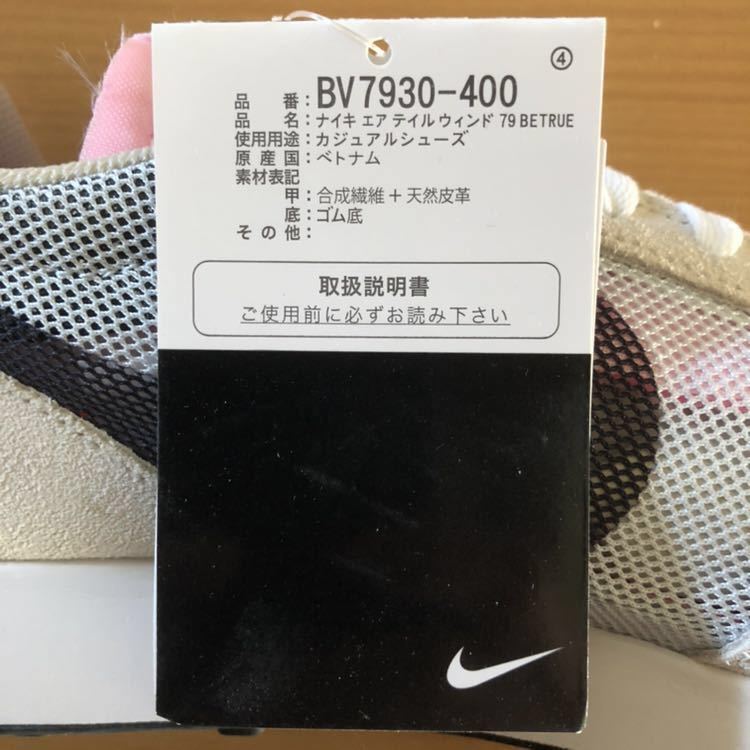 ④
品番：BV7930-400
品名：ナイキ エア テイルウィンド 79 BETRUE
使用用途：カジュアルシューズ
原産国：ベトナム
素材表記
甲：合成繊維＋天然皮革
底：ゴム底
その他：
取扱説明書
ご使用前に必ずお読み下さい